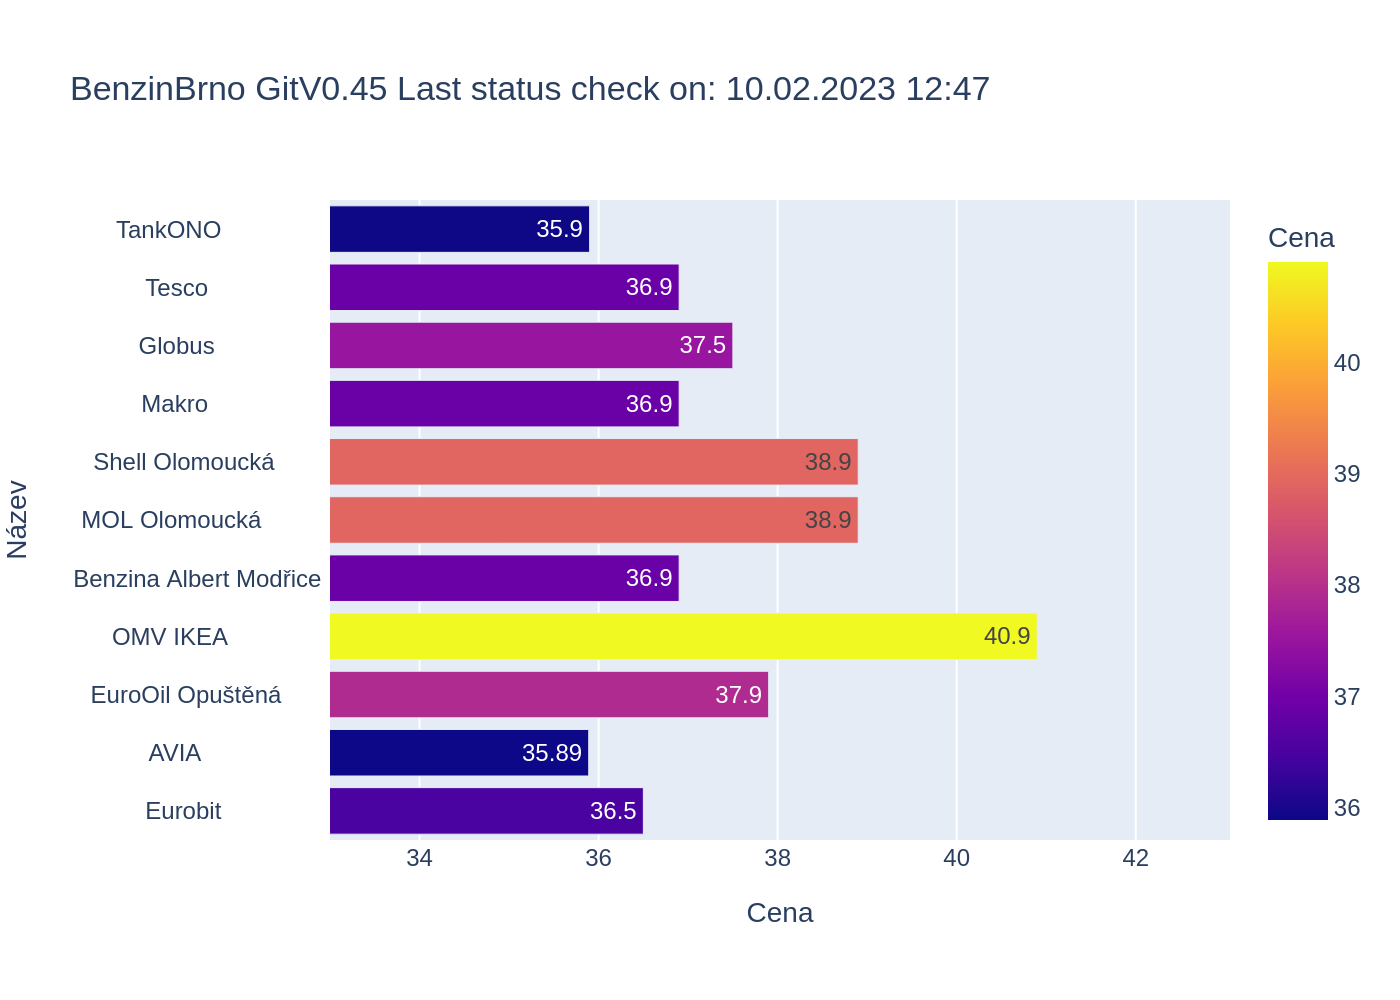 BenzinBrno GitV0.45 Last status check on: 10.02.2023 12:47
TankONO 35.9
Tesco 36.9
Globus 37.5
Makro 36.9
Shell Olomoucká 38.9
MOL Olomoucká 38.9
Benzina Albert Modřice 36.9
OMV IKEA 40.9
EuroOil Opuštěná 37.9
AVIA 35.89
Eurobit 36.5
Název
34 36 38 40 42
Cena
Cena
40
39
38
37
36